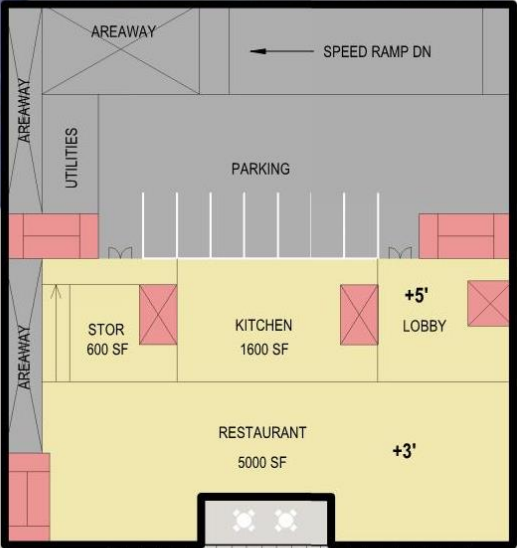 AREAWAY
SPEED RAMP DN
AREAWAY
UTILITIES
PARKING
+5'
LOBBY
STOR
600 SF
KITCHEN
1600 SF
AREAWAY
RESTAURANT
5000 SF
+3'